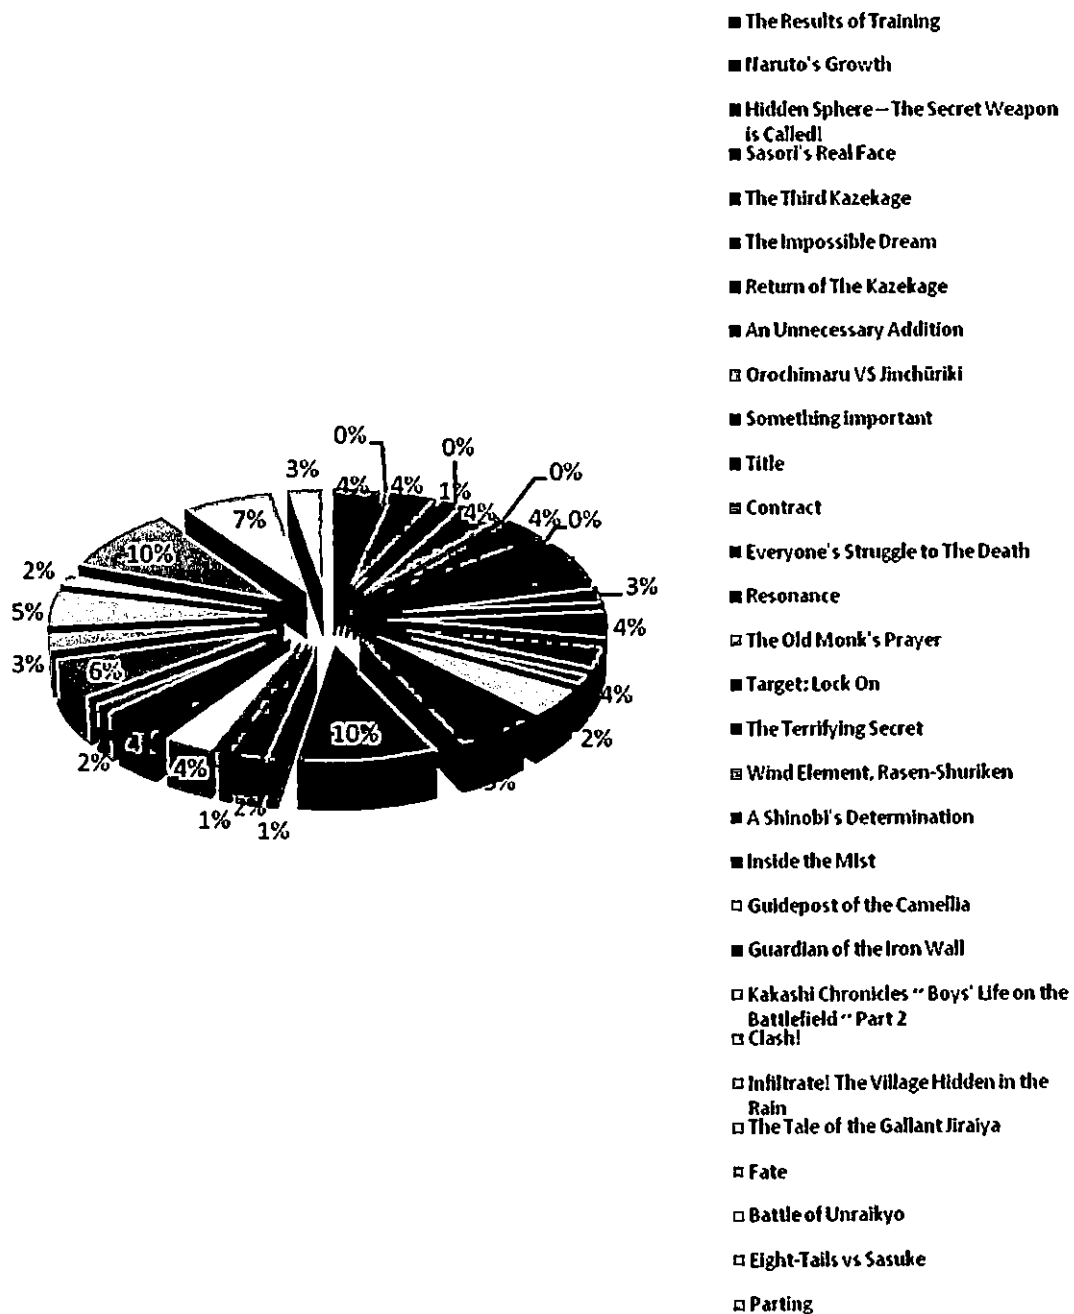 The Results of Training
Naruto's Growth
Hidden Sphere – The Secret Weapon
is Called!
Sasori's Real Face
The Third Kazekage
The Impossible Dream
Return of The Kazekage
An Unnecessary Addition
Orochimaru VS Jinchūriki
Something important
Title
Contract
Everyone's Struggle to The Death
Resonance
The Old Monk's Prayer
Target: Lock On
The Terrifying Secret
Wind Element, Rasen-Shuriken
A Shinobi's Determination
Inside the Mist
Guidepost of the Camellia
Guardian of the Iron Wall
Kakashi Chronicles ~ Boys' Life on the
Battlefield ~ Part 2
Clash!
Infiltrate! The Village Hidden in the
Rain
The Tale of the Gallant Jiraiya
Fate
Battle of Unraikyo
Eight-Tails vs Sasuke
Parting
0%
0%
3%
4%
4%
1%
4%
0%
4%
0%
7%
10%
2%
5%
3%
6%
3%
4%
4%
2%
10%
2%
4%
4%
1%
2%
1%